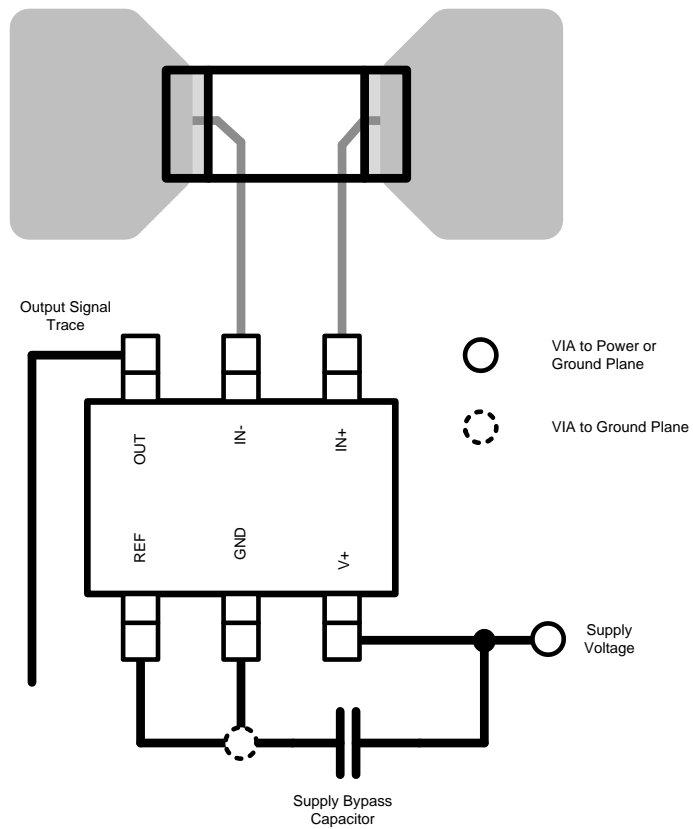 Output Signal
Trace
VIA to Power or
Ground Plane
VIA to Ground Plane
OUT
IN-
IN+
REF
GND
V+
Supply
Voltage
Supply Bypass
Capacitor